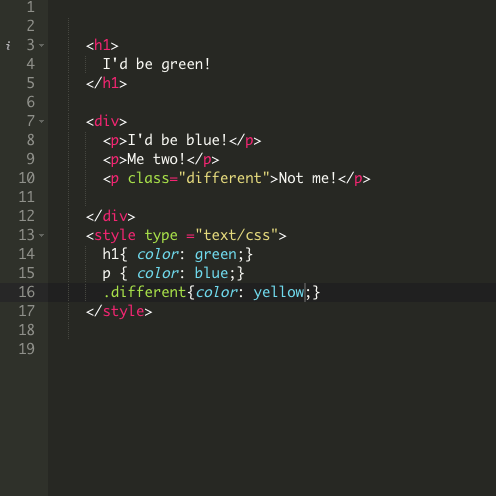 1
2
i 3 <h1>
4 I'd be green!
5 </h1>
6
7 <div>
8 <p>I'd be blue!</p>
9 <p>Me two!</p>
10 <p class="different">Not me!</p>
11
12 </div>
13 <style type ="text/css">
14 h1{ color: green;}
15 p { color: blue;}
16 .different{color: yellow;}
17 </style>
18
19